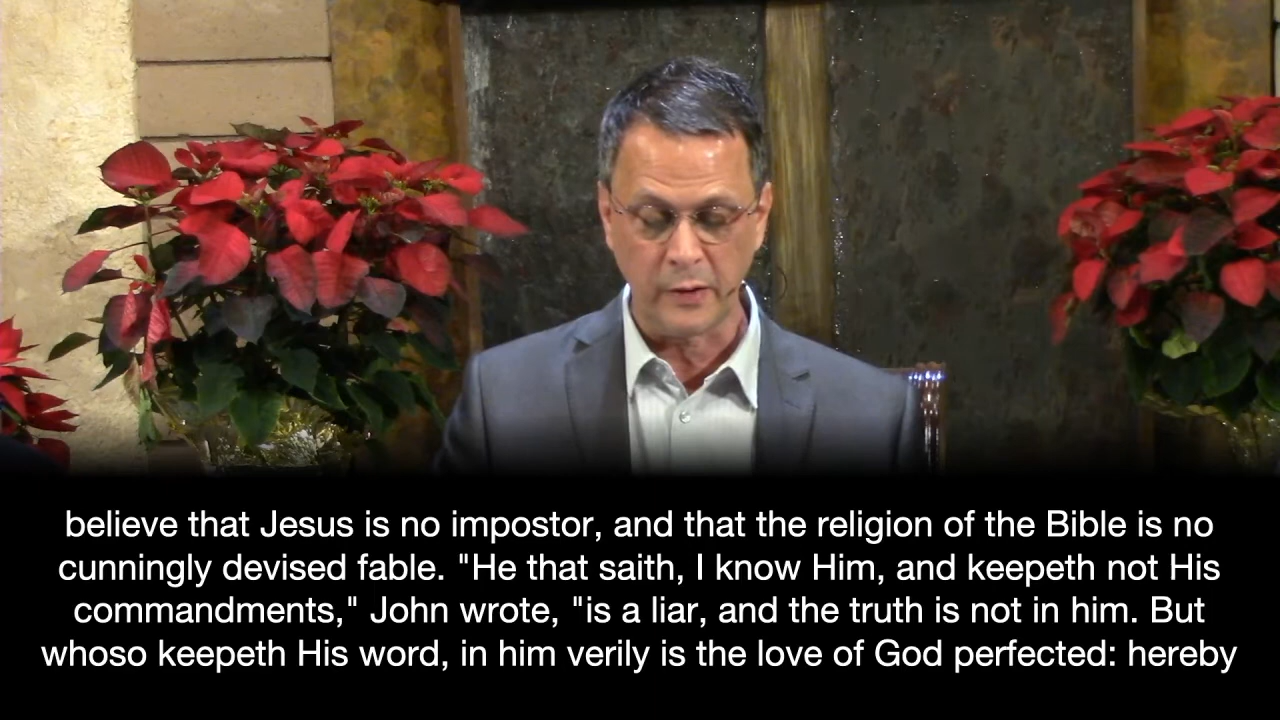 believe that Jesus is no impostor, and that the religion of the Bible is no
cunningly devised fable. "He that saith, I know Him, and keepeth not His
commandments," John wrote, "is a liar, and the truth is not in him. But
whoso keepeth His word, in him verily is the love of God perfected: hereby